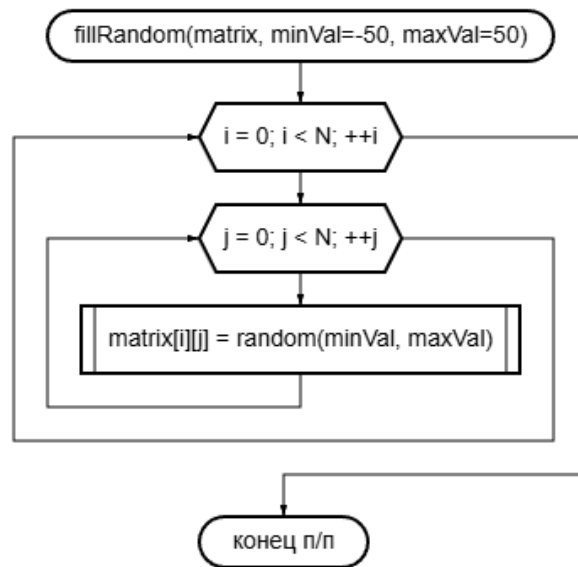 fillRandom(matrix, minVal=-50, maxVal=50)
i = 0; i < N; ++i
j = 0; j < N; ++j
matrix[i][j] = random(minVal, maxVal)
конец п/п